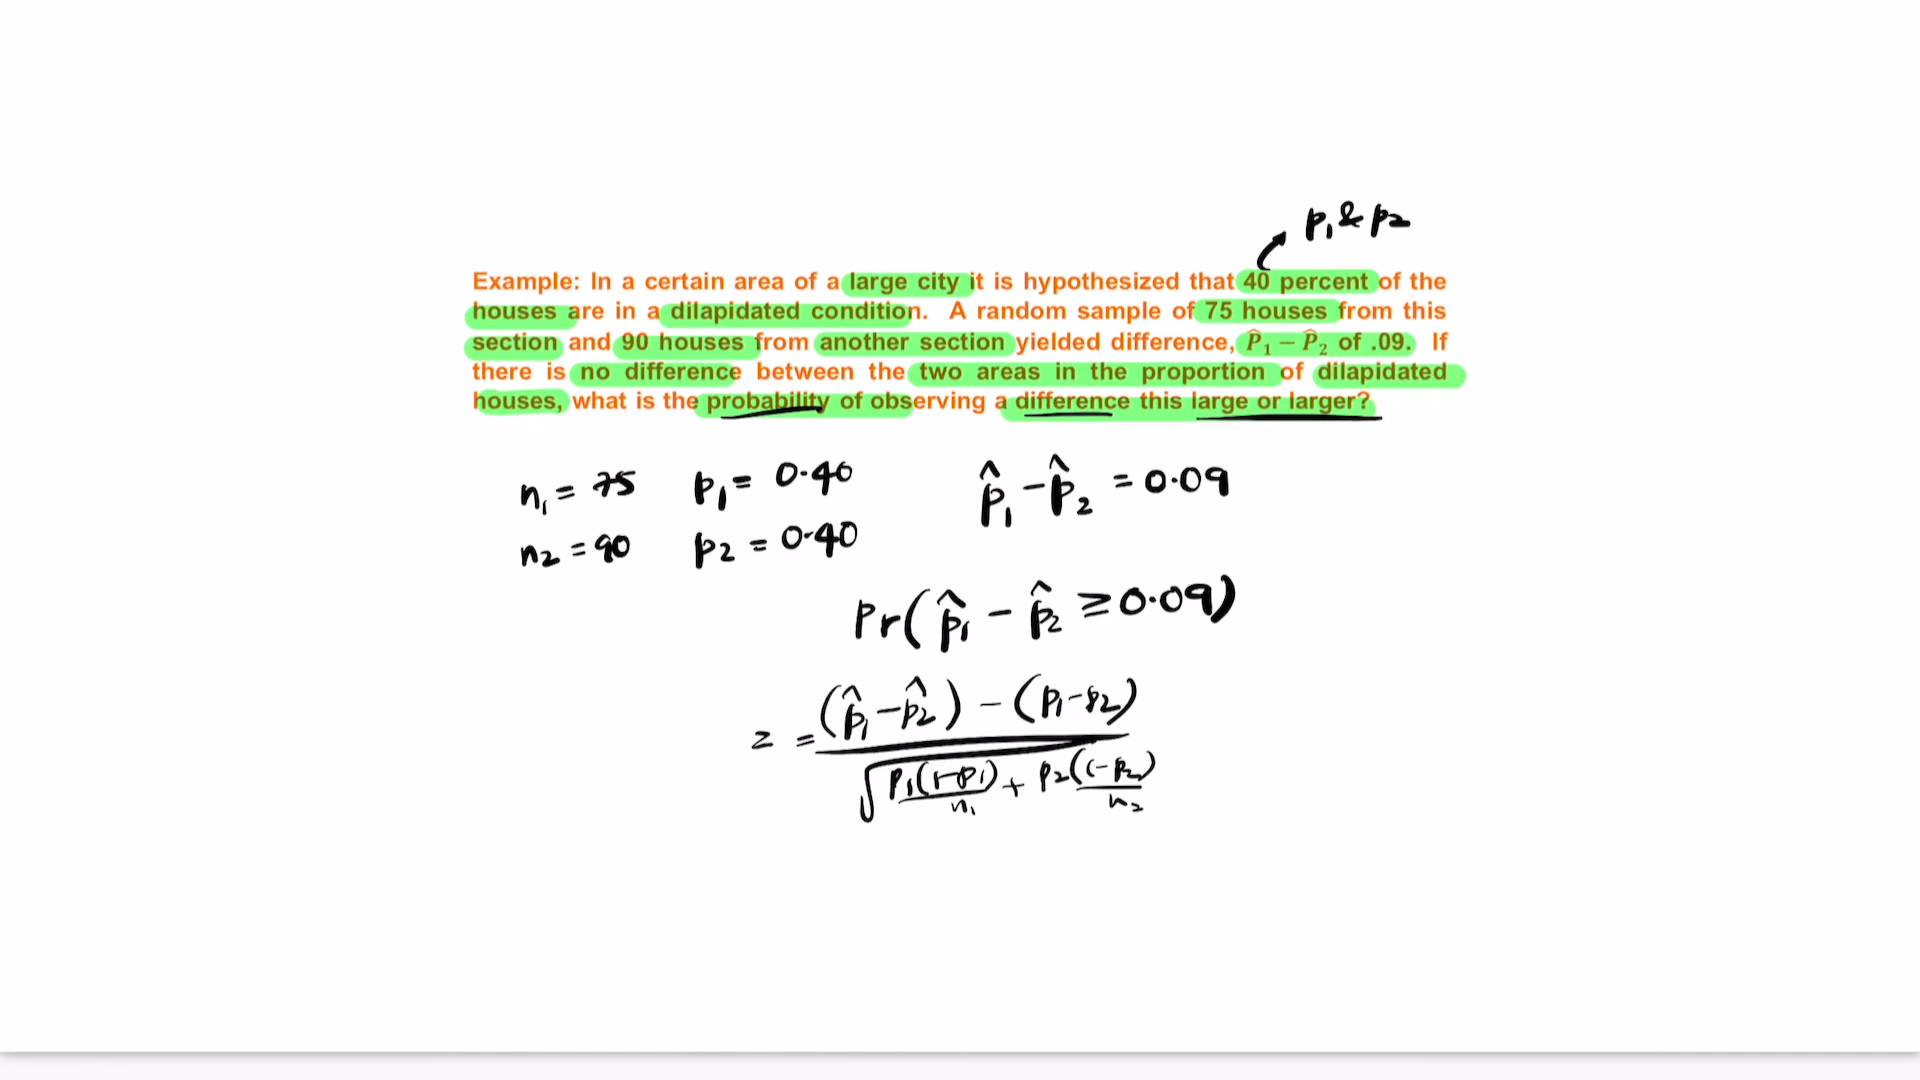 p₁ & p₂
Example: In a certain area of a large city it is hypothesized that 40 percent of the
houses are in a dilapidated condition. A random sample of 75 houses from this
section and 90 houses from another section yielded difference, P̂₁ − P̂₂ of .09. If
there is no difference between the two areas in the proportion of dilapidated
houses, what is the probability of observing a difference this large or larger?
n₁ = 75 p₁ = 0.40 p̂₁ − p̂₂ = 0.09
n₂ = 90 p₂ = 0.40
Pr(p̂₁ − p̂₂ ≥ 0.09)
z = ((p̂₁ − p̂₂) − (p₁ − p₂)) / √(p₁(1−p₁)/n₁ + p₂(1−p₂)/n₂)